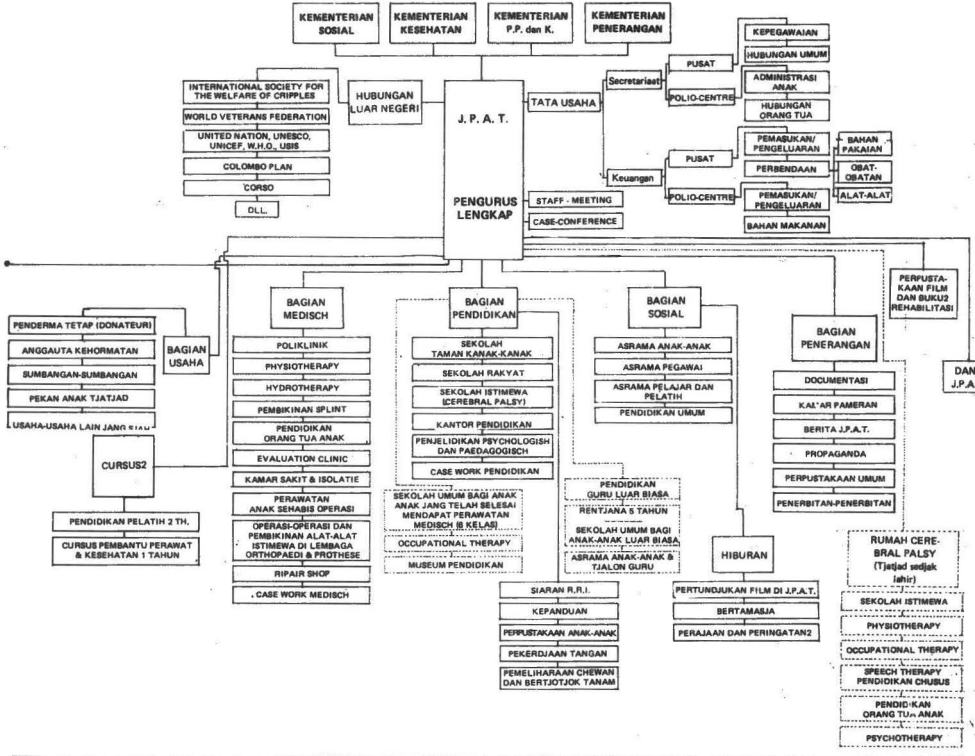 KEMENTERIAN
SOSIAL
KEMENTERIAN
KESEHATAN
KEMENTERIAN
P.P. dan K.
KEMENTERIAN
PENERANGAN
INTERNATIONAL SOCIETY FOR
THE WELFARE OF CRIPPLES
WORLD VETERANS FEDERATION
UNITED NATION, UNESCO,
UNICEF, W.H.O., USIS
COLOMBO PLAN
CORSO
DLL.
HUBUNGAN
LUAR NEGERI
J.P.A.T.
PENGURUS
LENGKAP
TATA USAHA
Secretariaat
PUSAT
KEPEGAWAIAN
HUBUNGAN UMUM
POLIO-CENTRE
ADMINISTRASI
ANAK
HUBUNGAN
ORANG TUA
Keuangan
PUSAT
PEMASUKAN/
PENGELUARAN
PERBENDAAN
BAHAN
PAKAIAN
OBAT-
OBATAN
ALAT-ALAT
POLIO-CENTRE
PEMASUKAN/
PENGELUARAN
BAHAN MAKANAN
STAFF - MEETING
CASE-CONFERENCE
PENDERMA TETAP (DONATEUR)
ANGGAUTA KEHORMATAN
SUMBANGAN-SUMBANGAN
PEKAN ANAK TJATJAD
USAHA-USAHA LAIN JANG SJAH
BAGIAN
USAHA
CURSUS2
PENDIDIKAN PELATIH 2 TH.
CURSUS PEMBANTU PERAWAT
& KESEHATAN 1 TAHUN
BAGIAN
MEDISCH
POLIKLINIK
PHYSIOTHERAPY
HYDROTHERAPY
PEMBIKINAN SPLINT
PENDIDIKAN
ORANG TUA ANAK
EVALUATION CLINIC
KAMAR SAKIT & ISOLATIE
PERAWATAN
ANAK SEHABIS OPERASI
OPERASI-OPERASI DAN
PEMBIKINAN ALAT-ALAT
ISTIMEWA DI LEMBAGA
ORTHOPAEDI & PROTHESE
RIPAIR SHOP
CASE WORK MEDISCH
BAGIAN
PENDIDIKAN
SEKOLAH
TAMAN KANAK-KANAK
SEKOLAH RAKYAT
SEKOLAH ISTIMEWA
(CEREBRAL PALSY)
KANTOR PENDIDIKAN
PENJELIDIKAN PSYCHOLOGISH
DAN PAEDAGOGISCH
CASE WORK PENDIDIKAN
SEKOLAH UMUM BAGI ANAK
ANAK JANG TELAH SELESAI
MENDAPAT PERAWATAN
MEDISCH (6 KELAS)
OCCUPATIONAL THERAPY
MUSEUM PENDIDIKAN
SIARAN R.R.I.
KEPANDUAN
PERPUSTAKAAN ANAK-ANAK
PEKERDJAAN TANGAN
PEMELIHARAAN CHEWAN
DAN BERTJOTJOK TANAM
PENDIDIKAN
GURU LUAR BIASA
RENTJANA 5 TAHUN
SEKOLAH UMUM BAGI
ANAK-ANAK LUAR BIASA
ASRAMA ANAK-ANAK &
TJALON GURU
BAGIAN
SOSIAL
ASRAMA ANAK-ANAK
ASRAMA PEGAWAI
ASRAMA PELAJAR DAN
PELATIH
PENDIDIKAN UMUM
HIBURAN
PERTUNDJUKAN FILM DI J.P.A.T.
BERTAMASJA
PERAJAAN DAN PERINGATAN2
BAGIAN
PENERANGAN
DOCUMENTASI
PAMERAN
BERITA J.P.A.T.
PROPAGANDA
PERPUSTAKAAN UMUM
PENERBITAN-PENERBITAN
PERPUSTA-
KAAN FILM
DAN BUKU2
REHABILITASI
DAN
J.P.A
RUMAH CERE-
BRAL PALSY
(Tjatjad sedjak
lahir)
SEKOLAH ISTIMEWA
PHYSIOTHERAPY
OCCUPATIONAL THERAPY
SPEECH THERAPY
PENDIDIKAN CHUSUS
PENDIDIKAN
ORANG TUA ANAK
PSYCHOTHERAPY